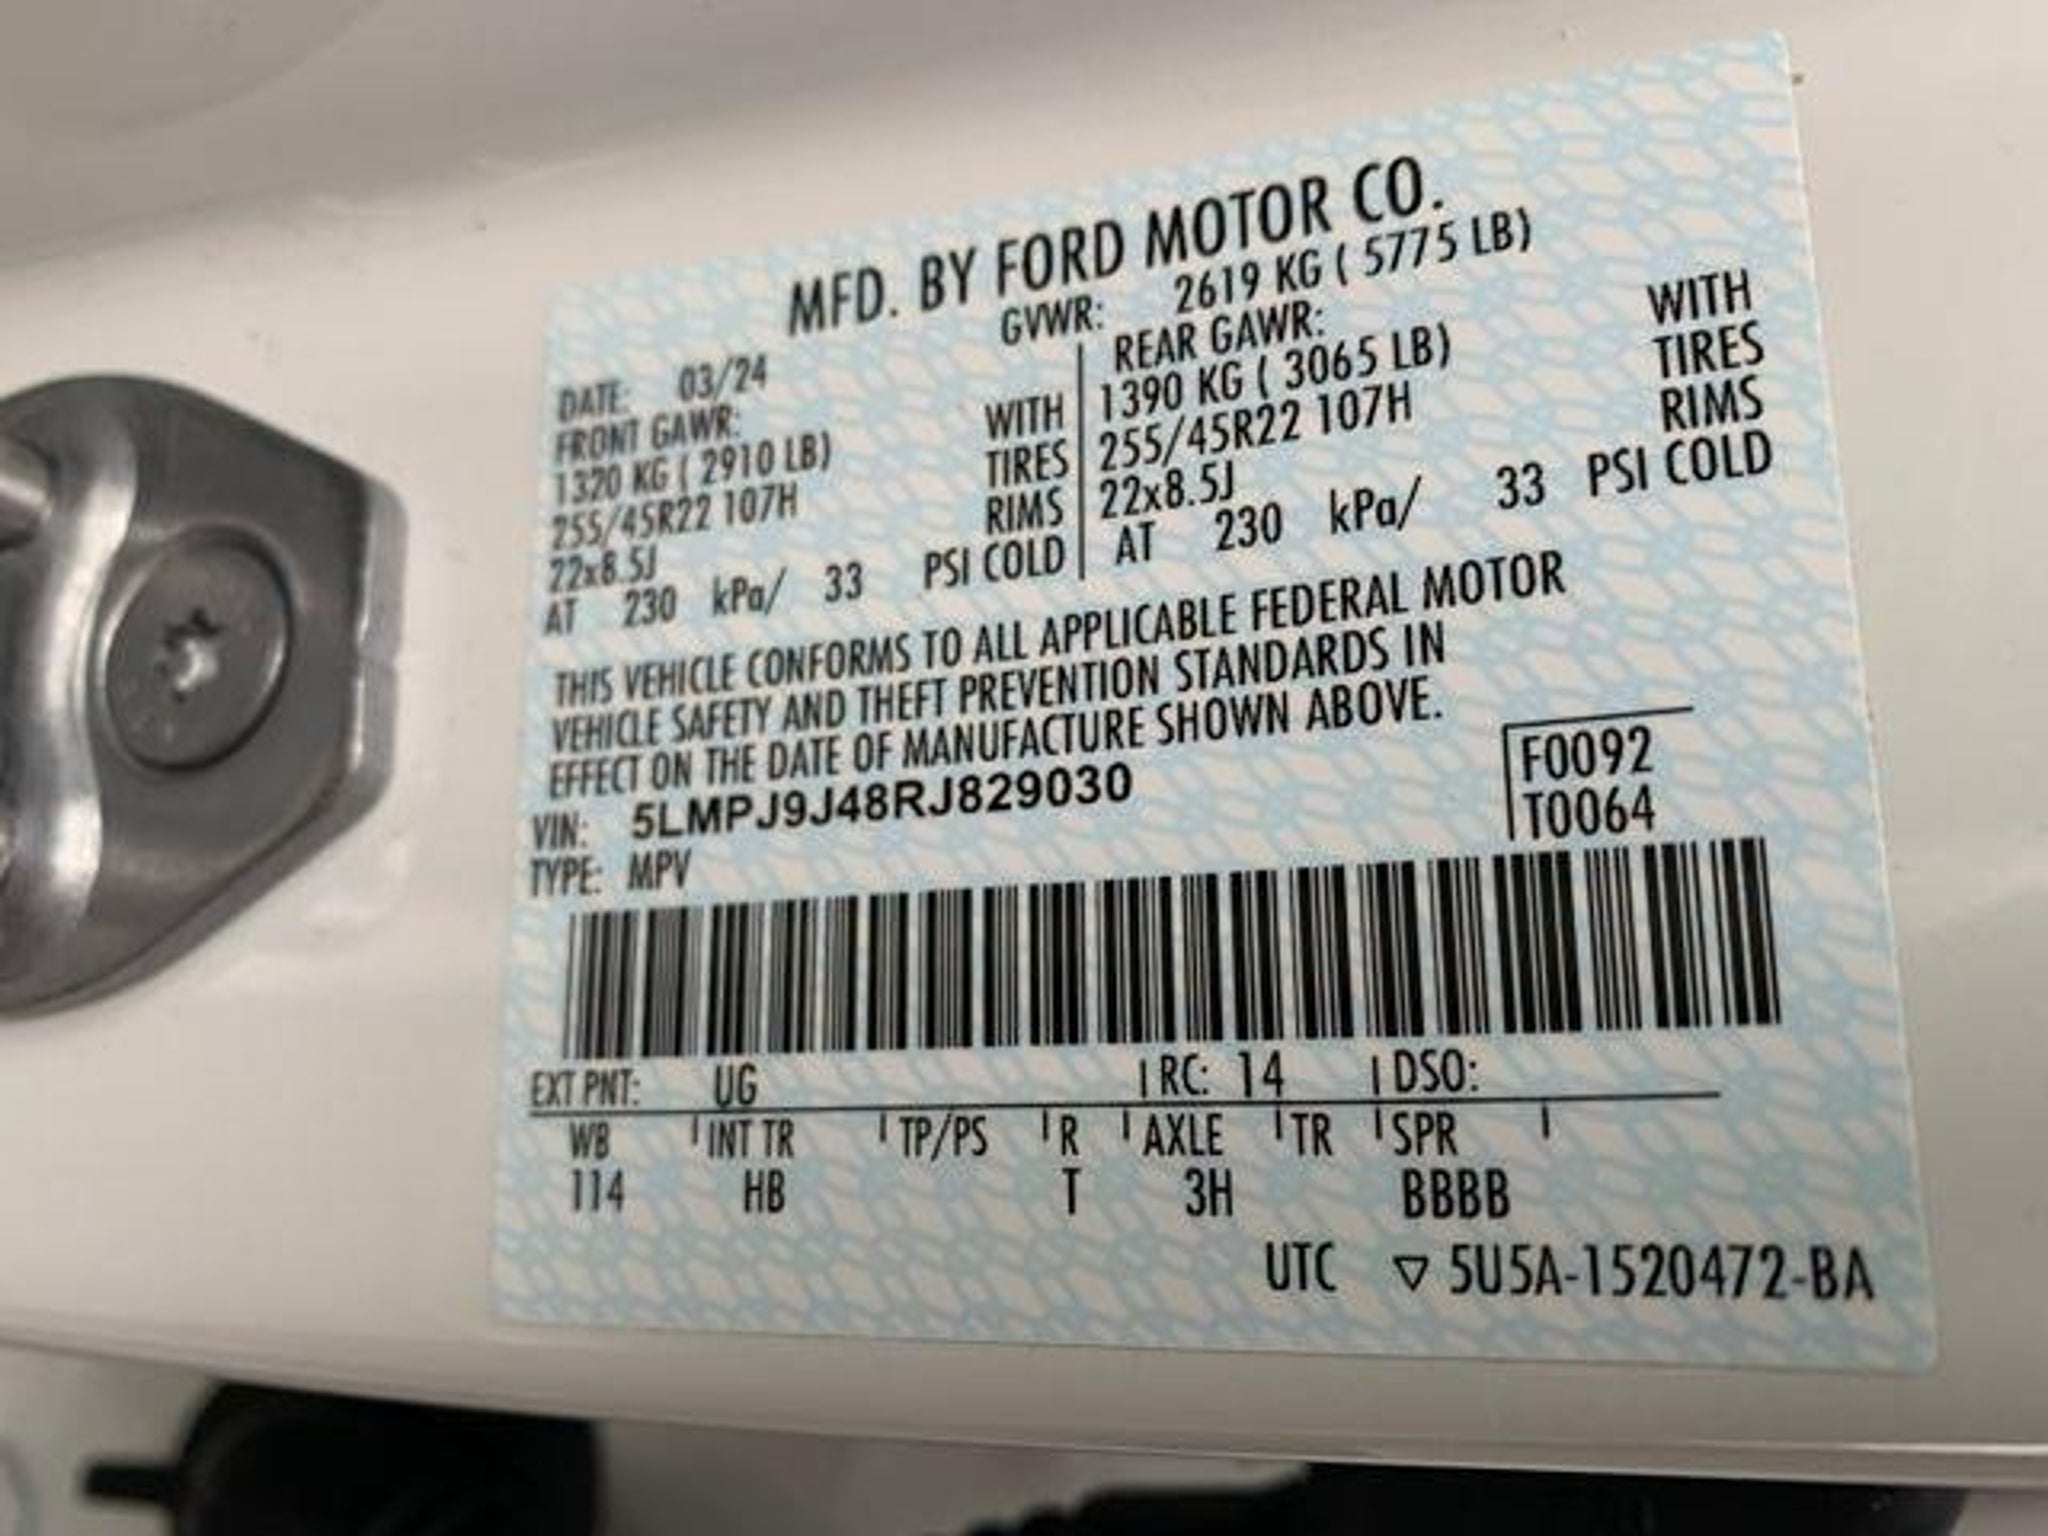 MFD. BY FORD MOTOR CO.
GVWR: 2619 KG ( 5775 LB)
DATE: 03/24
FRONT GAWR:
1320 KG ( 2910 LB) WITH
255/45R22 107H TIRES
22x8.5J RIMS
AT 230 kPa/ 33 PSI COLD
REAR GAWR:
1390 KG ( 3065 LB) WITH
255/45R22 107H TIRES
22x8.5J RIMS
AT 230 kPa/ 33 PSI COLD
THIS VEHICLE CONFORMS TO ALL APPLICABLE FEDERAL MOTOR
VEHICLE SAFETY AND THEFT PREVENTION STANDARDS IN
EFFECT ON THE DATE OF MANUFACTURE SHOWN ABOVE.
VIN: 5LMPJ9J48RJ829030
TYPE: MPV
F0092
T0064
EXT PNT: UG RC: 14 DSO:
WB INT TR TP/PS R AXLE TR SPR
114 HB T 3H BBBB
UTC ▽ 5U5A-1520472-BA